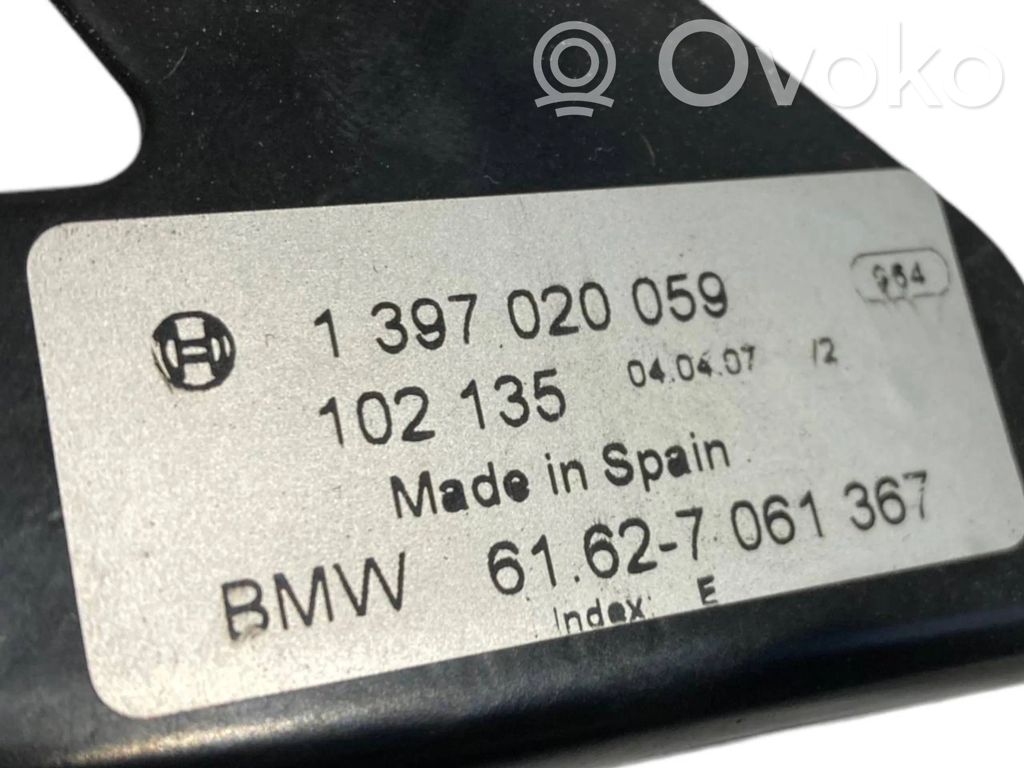 Ovoko
964
1 397 020 059
102 135 04.04.07 /2
Made in Spain
BMW 61.62-7 061 367
Index: E